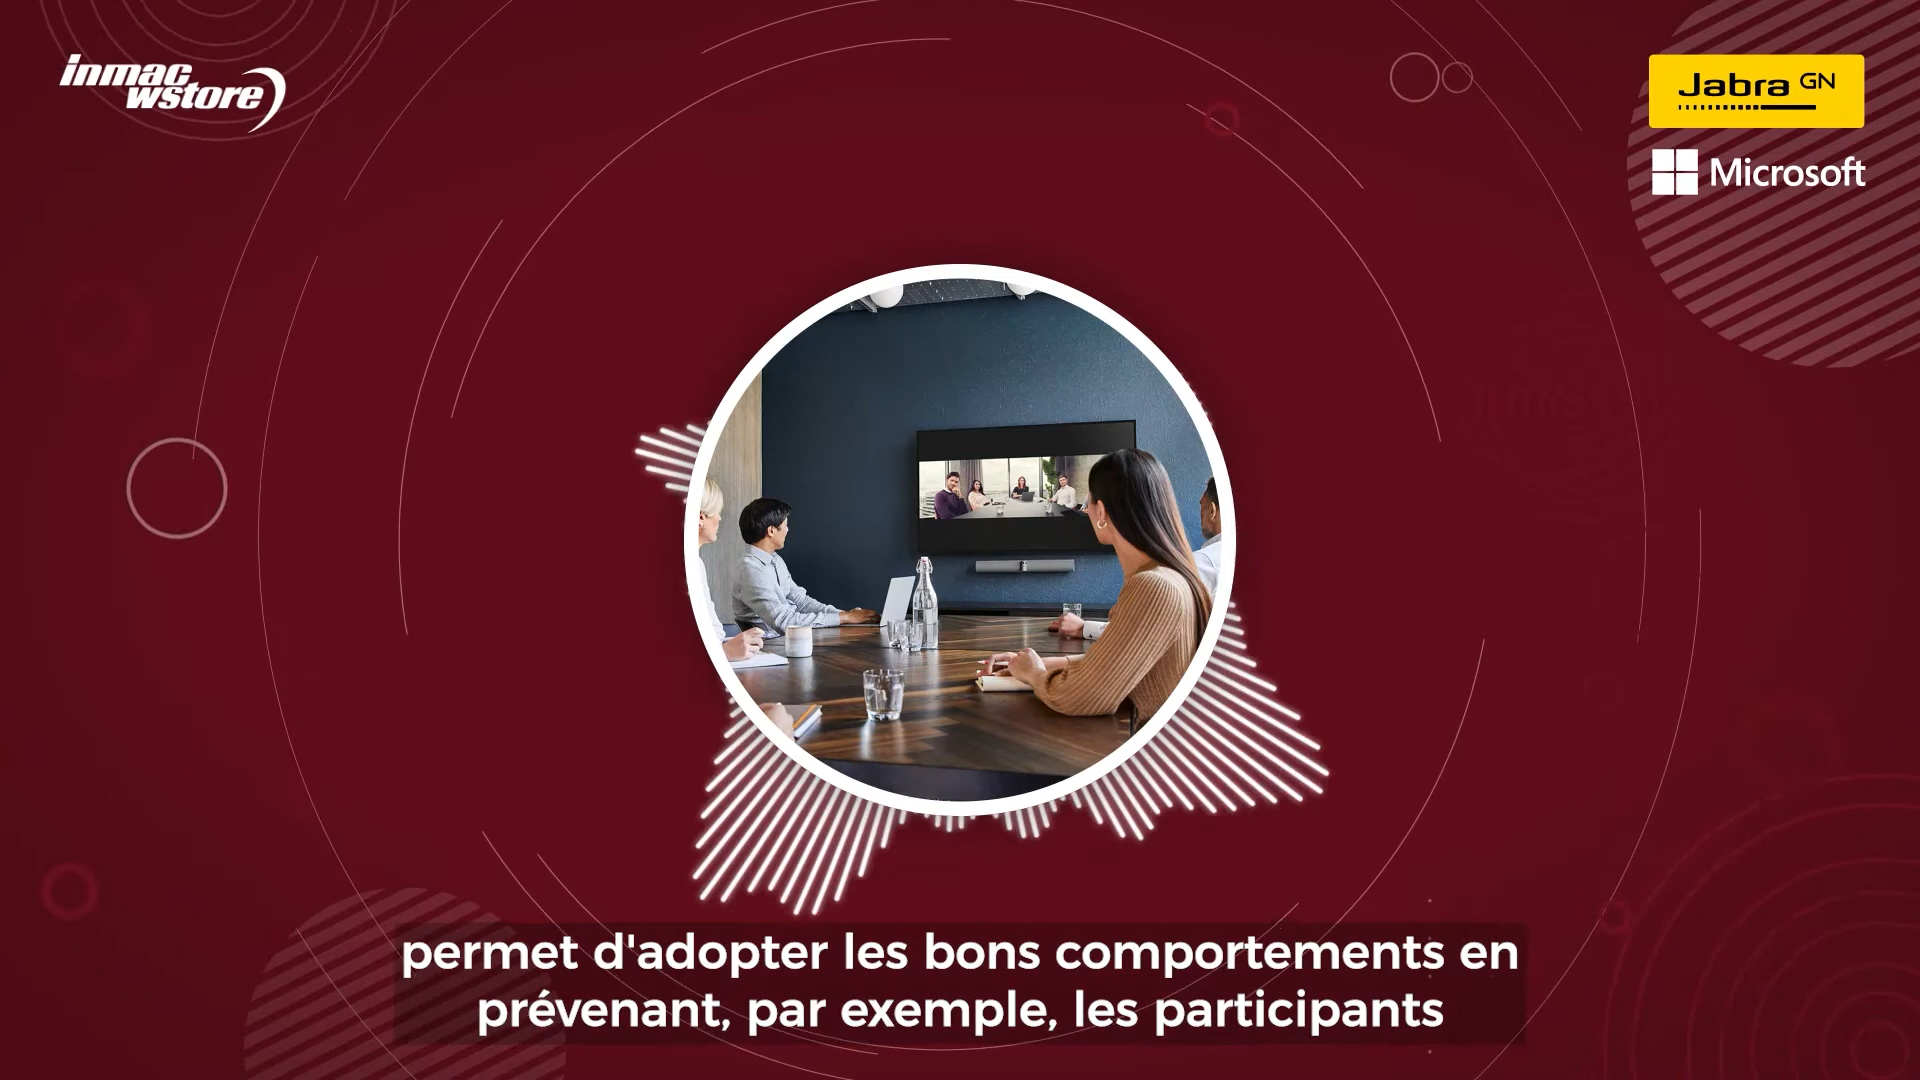 inmac
wstore
Jabra GN
Microsoft
permet d'adopter les bons comportements en
prévenant, par exemple, les participants